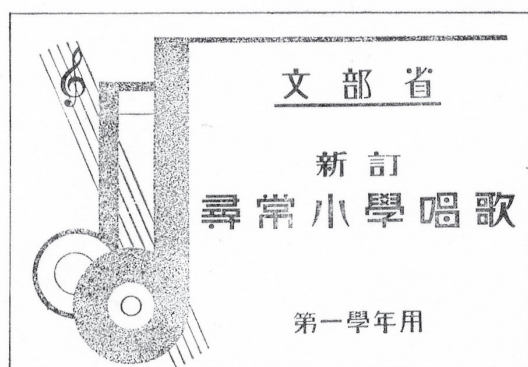 文部省
新訂
尋常小學唱歌
第一學年用